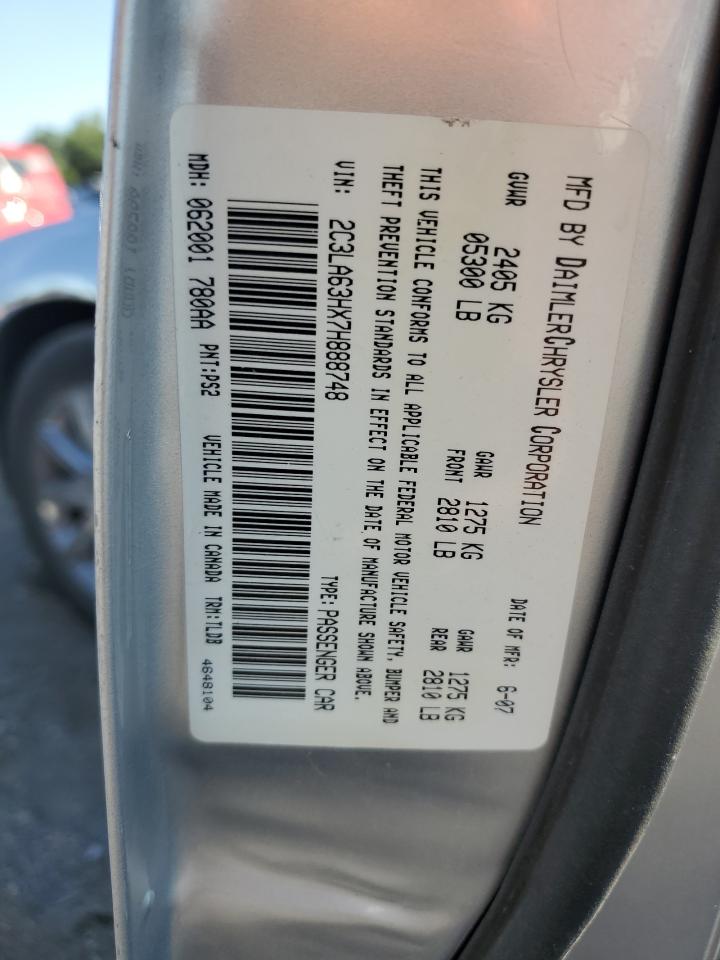 MFD BY DAIMLERCHRYSLER CORPORATION
DATE OF MFR: 6-07
GVWR 2405 KG
05300 LB
GAWR FRONT 1275 KG
2810 LB
GAWR REAR 1275 KG
2810 LB
THIS VEHICLE CONFORMS TO ALL APPLICABLE FEDERAL MOTOR VEHICLE SAFETY, BUMPER AND
THEFT PREVENTION STANDARDS IN EFFECT ON THE DATE OF MANUFACTURE SHOWN ABOVE.
VIN: 2C3LA63HX7H888748 TYPE: PASSENGER CAR
MDH: 062001 780AA PNT:PS2 VEHICLE MADE IN CANADA TRM:TLDB 4648104